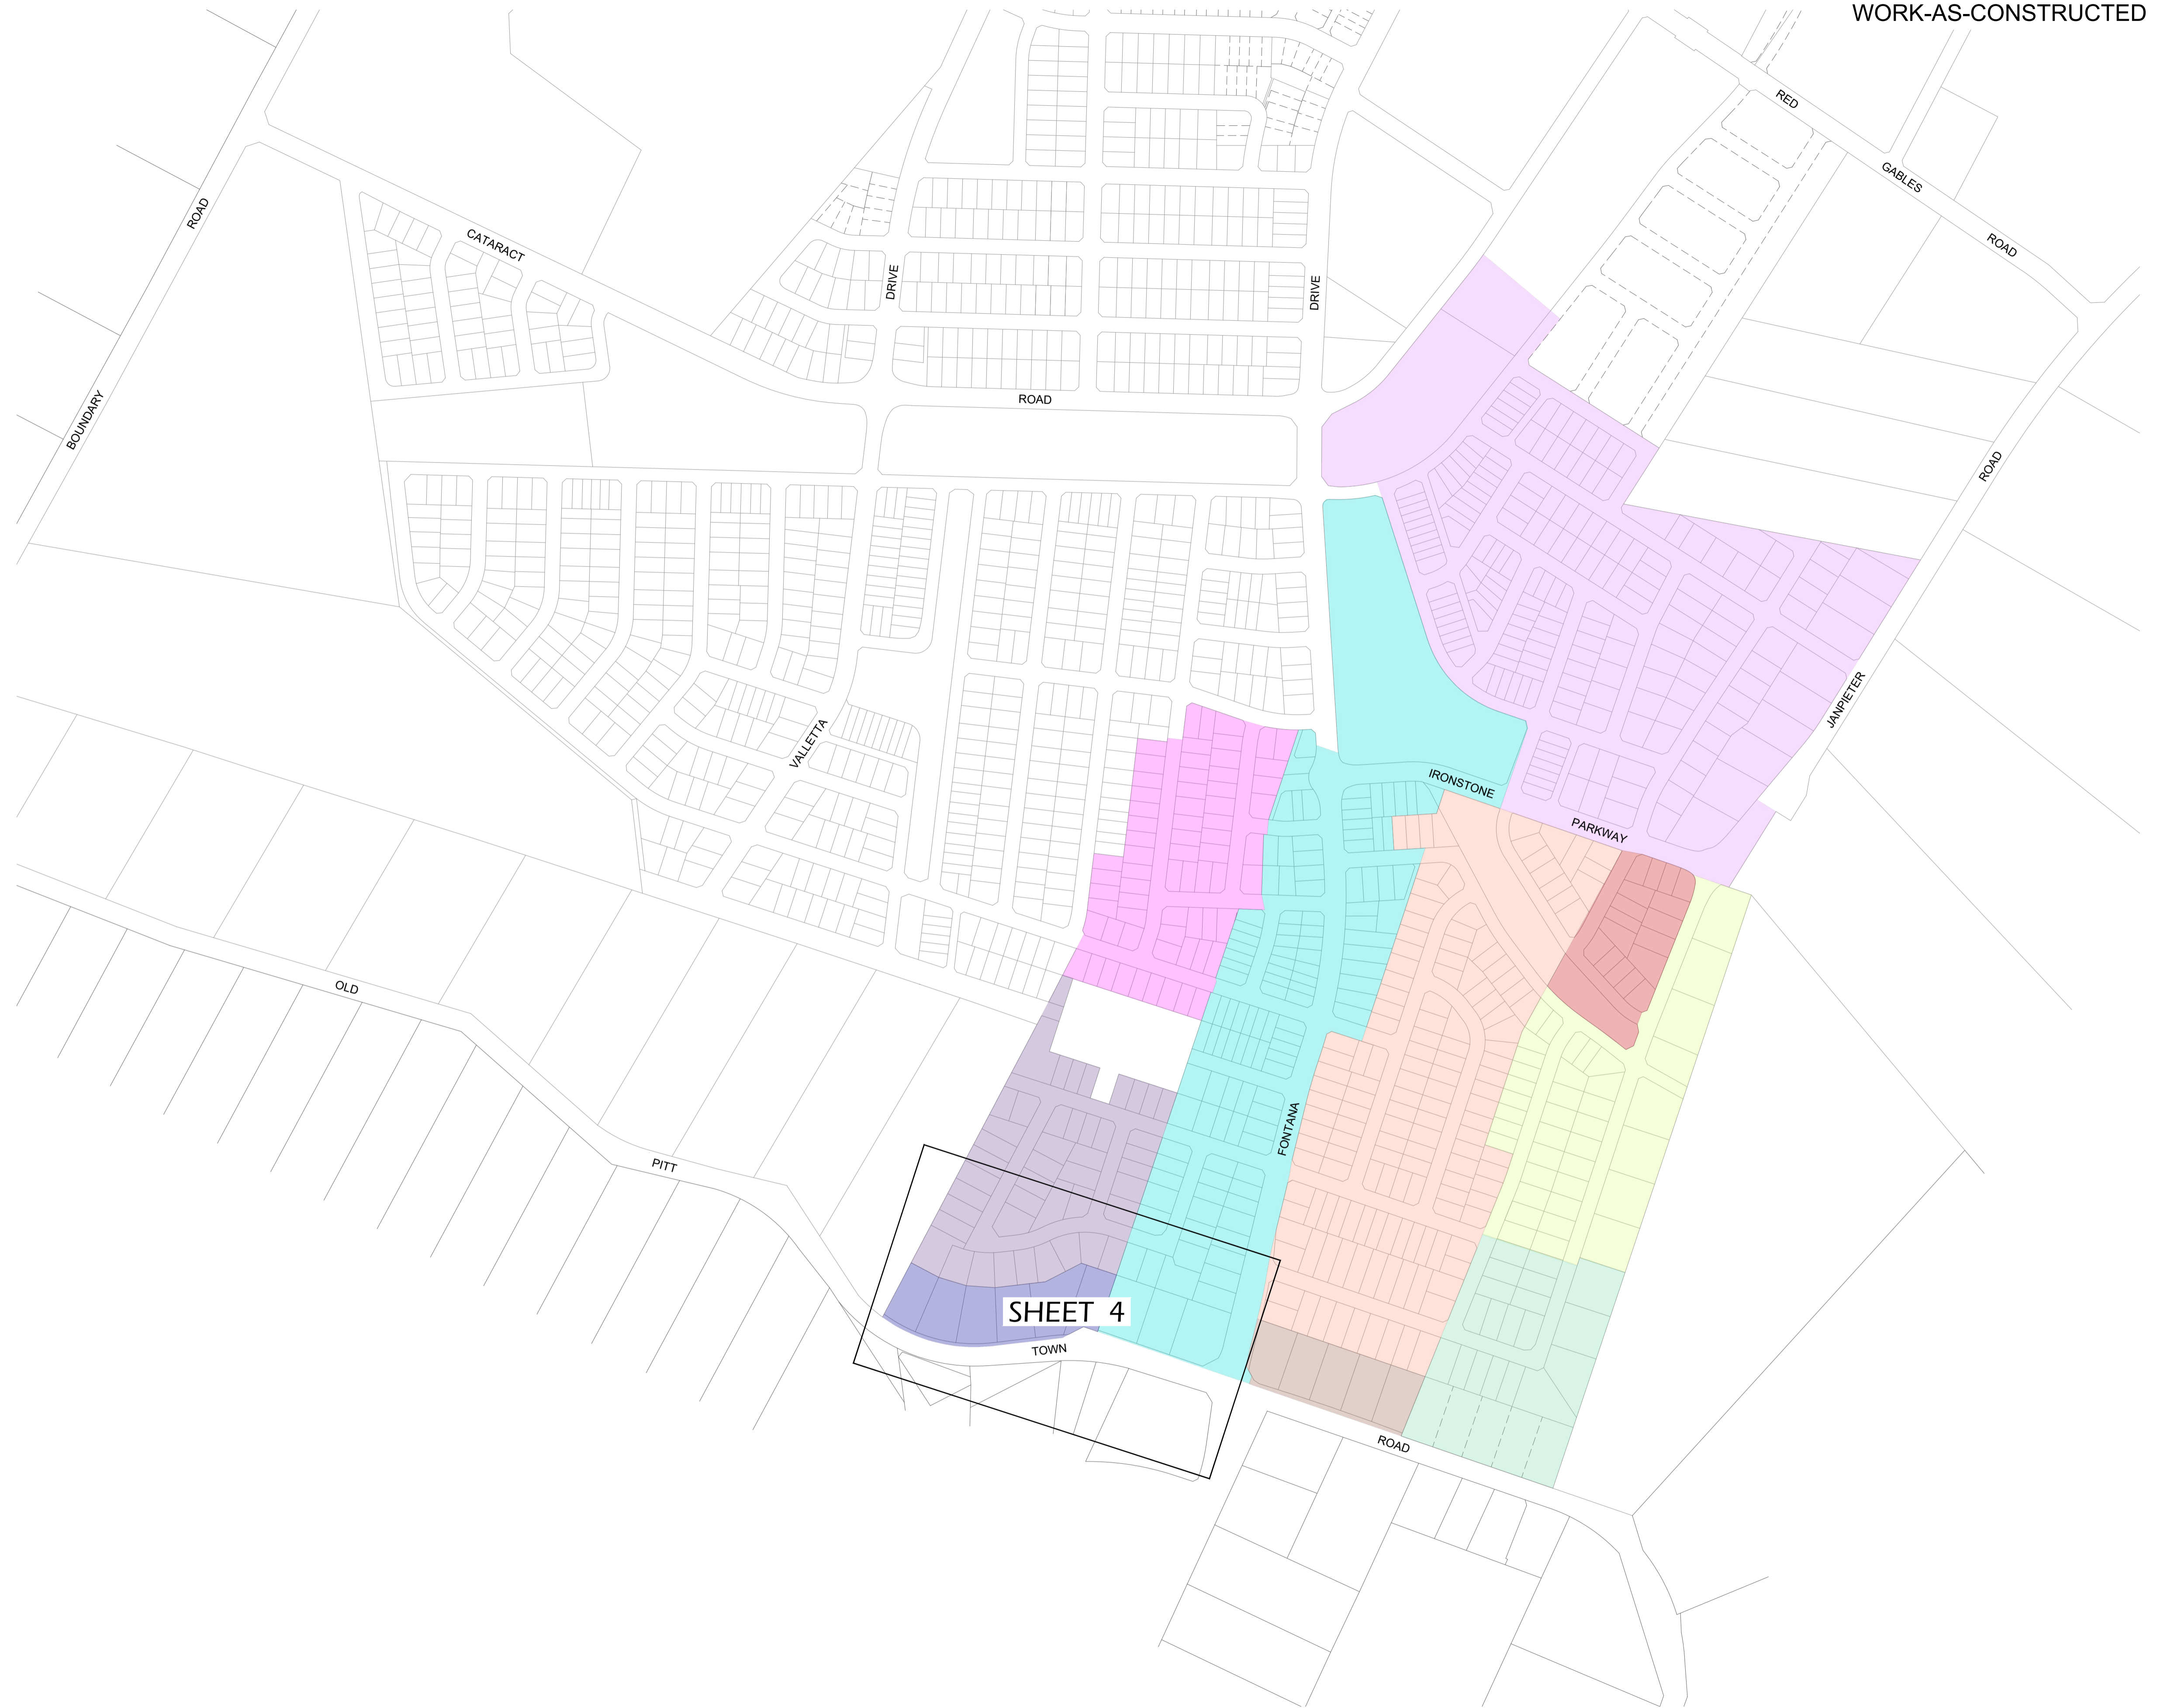 WORK-AS-CONSTRUCTED
RED
GABLES
ROAD
ROAD
CATARACT
DRIVE
DRIVE
BOUNDARY
ROAD
ROAD
JANPIETER
VALLETTA
IRONSTONE
PARKWAY
OLD
FONTANA
PITT
SHEET 4
TOWN
ROAD